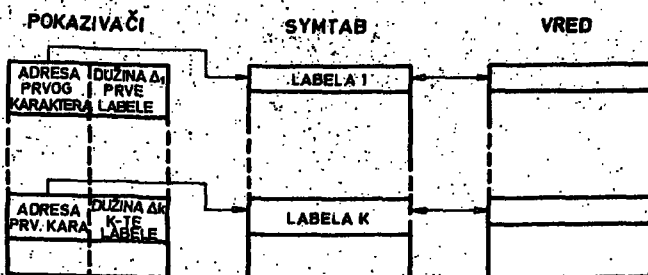 POKAZIVAČI SYMTAB VRED
ADRESA PRVOG KARAKTERA
DUŽINA Δ1 PRVE LABELE
LABELA 1
ADRESA PRV. KARA
DUŽINA Δk K-TE LABELE
LABELA K